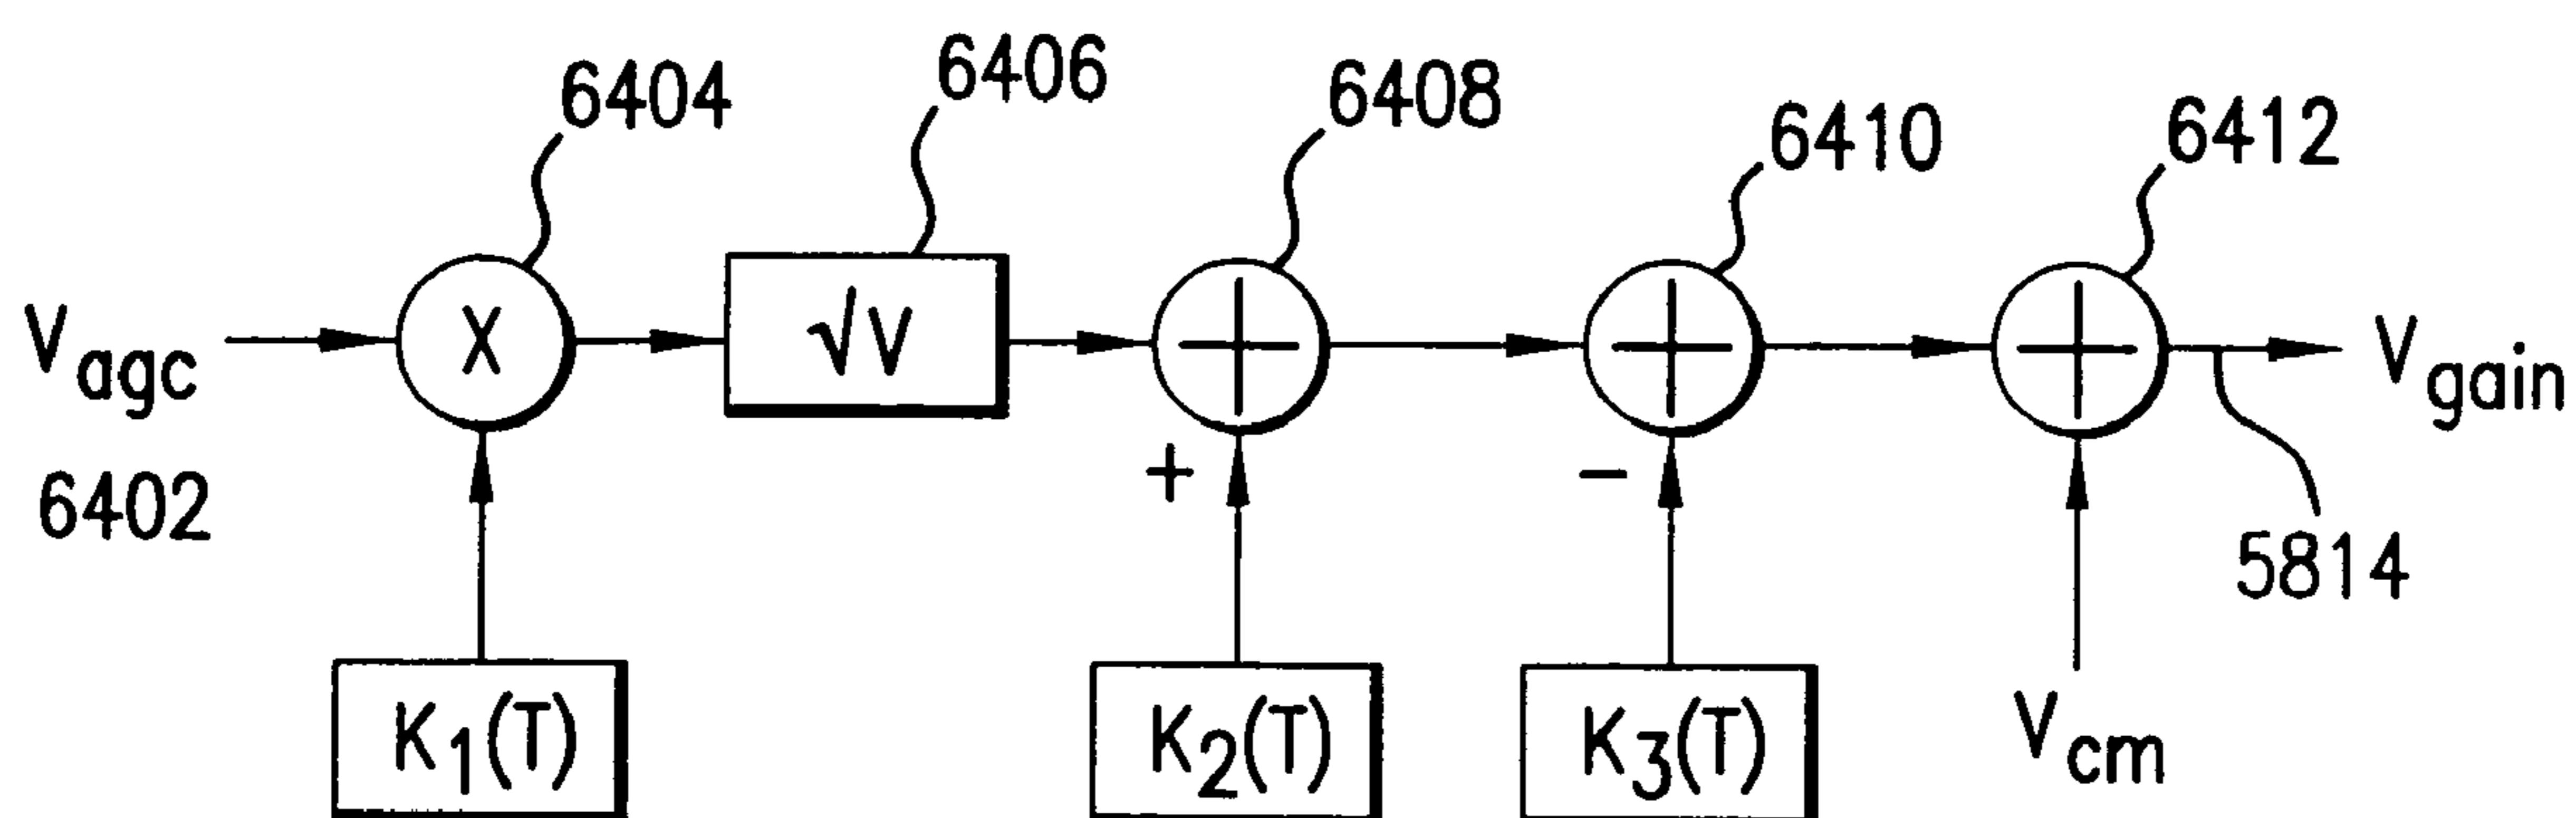 6404
6406
6408
6410
6412
V_agc
X
√V
+
+
+
V_gain
6402
+
-
5814
K_1(T)
K_2(T)
K_3(T)
V_cm